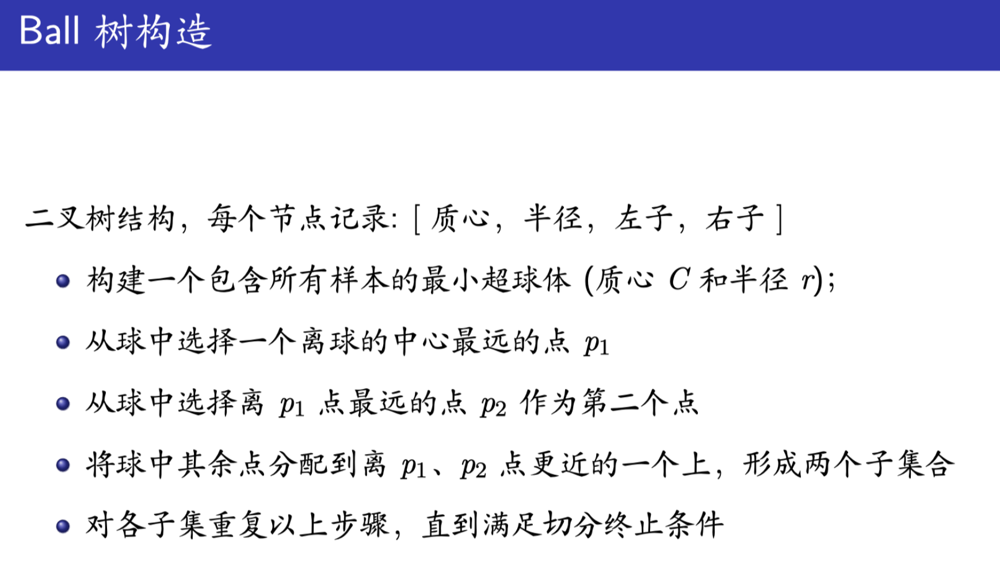 Ball 树构造
二叉树结构，每个节点记录: [ 质心，半径，左子，右子 ]
构建一个包含所有样本的最小超球体 (质心 C 和半径 r);
从球中选择一个离球的中心最远的点 p₁
从球中选择离 p₁ 点最远的点 p₂ 作为第二个点
将球中其余点分配到离 p₁、p₂ 点更近的一个上，形成两个子集合
对各子集重复以上步骤，直到满足切分终止条件